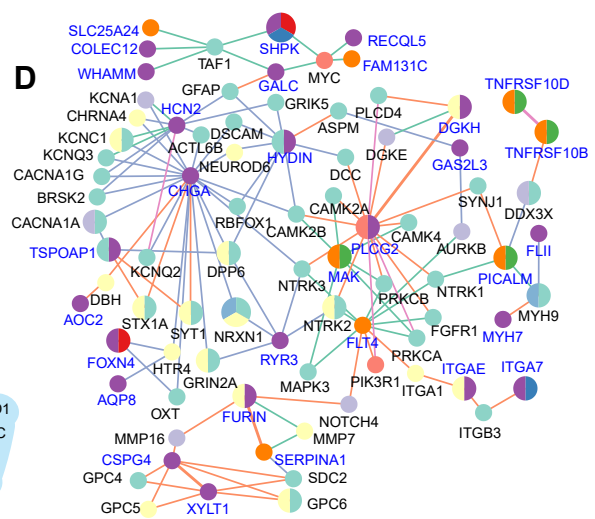 SLC25A24
COLEC12
TAF1
SHPK
RECQL5
WHAMM
MYC
FAM131C
D
GFAP
GALC
TNFRSF10D
KCNA1
HCN2
GRIK5
PLCD4
CHRNA4
DSCAM
ASPM
DGKH
KCNC1
ACTL6B
HYDIN
DGKE
TNFRSF10B
KCNQ3
NEUROD6
GAS2L3
CACNA1G
CHGA
DCC
BRSK2
CAMK2A
SYNJ1
RBFOX1
DDX3X
CACNA1A
CAMK2B
PLCG2
CAMK4
AURKB
FLII
TSPOAP1
KCNQ2
DPP6
MAK
PICALM
DBH
NTRK3
PRKCB
NTRK1
AOC2
STX1A
SYT1
NRXN1
NTRK2
FGFR1
MYH9
FOXN4
RYR3
FLT4
MYH7
HTR4
GRIN2A
PRKCA
AQP8
MAPK3
PIK3R1
ITGA1
ITGAE
ITGA7
OXT
FURIN
NOTCH4
ITGB3
MMP16
MMP7
CSPG4
SERPINA1
GPC4
SDC2
GPC5
XYLT1
GPC6